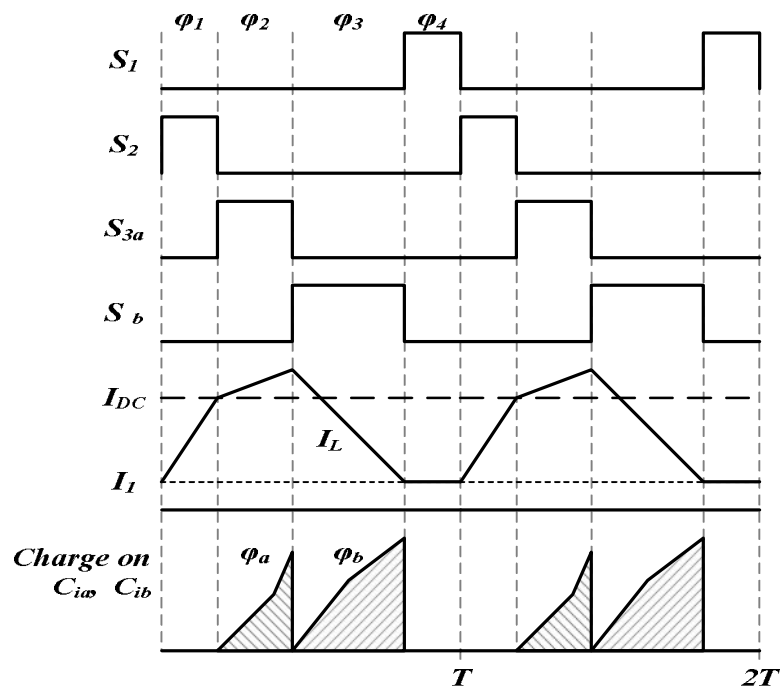 φ1 φ2 φ3 φ4
S1
S2
S3a
S b
IDC
IL
I1
Charge on
Cia, Cib
φa φb
T 2T